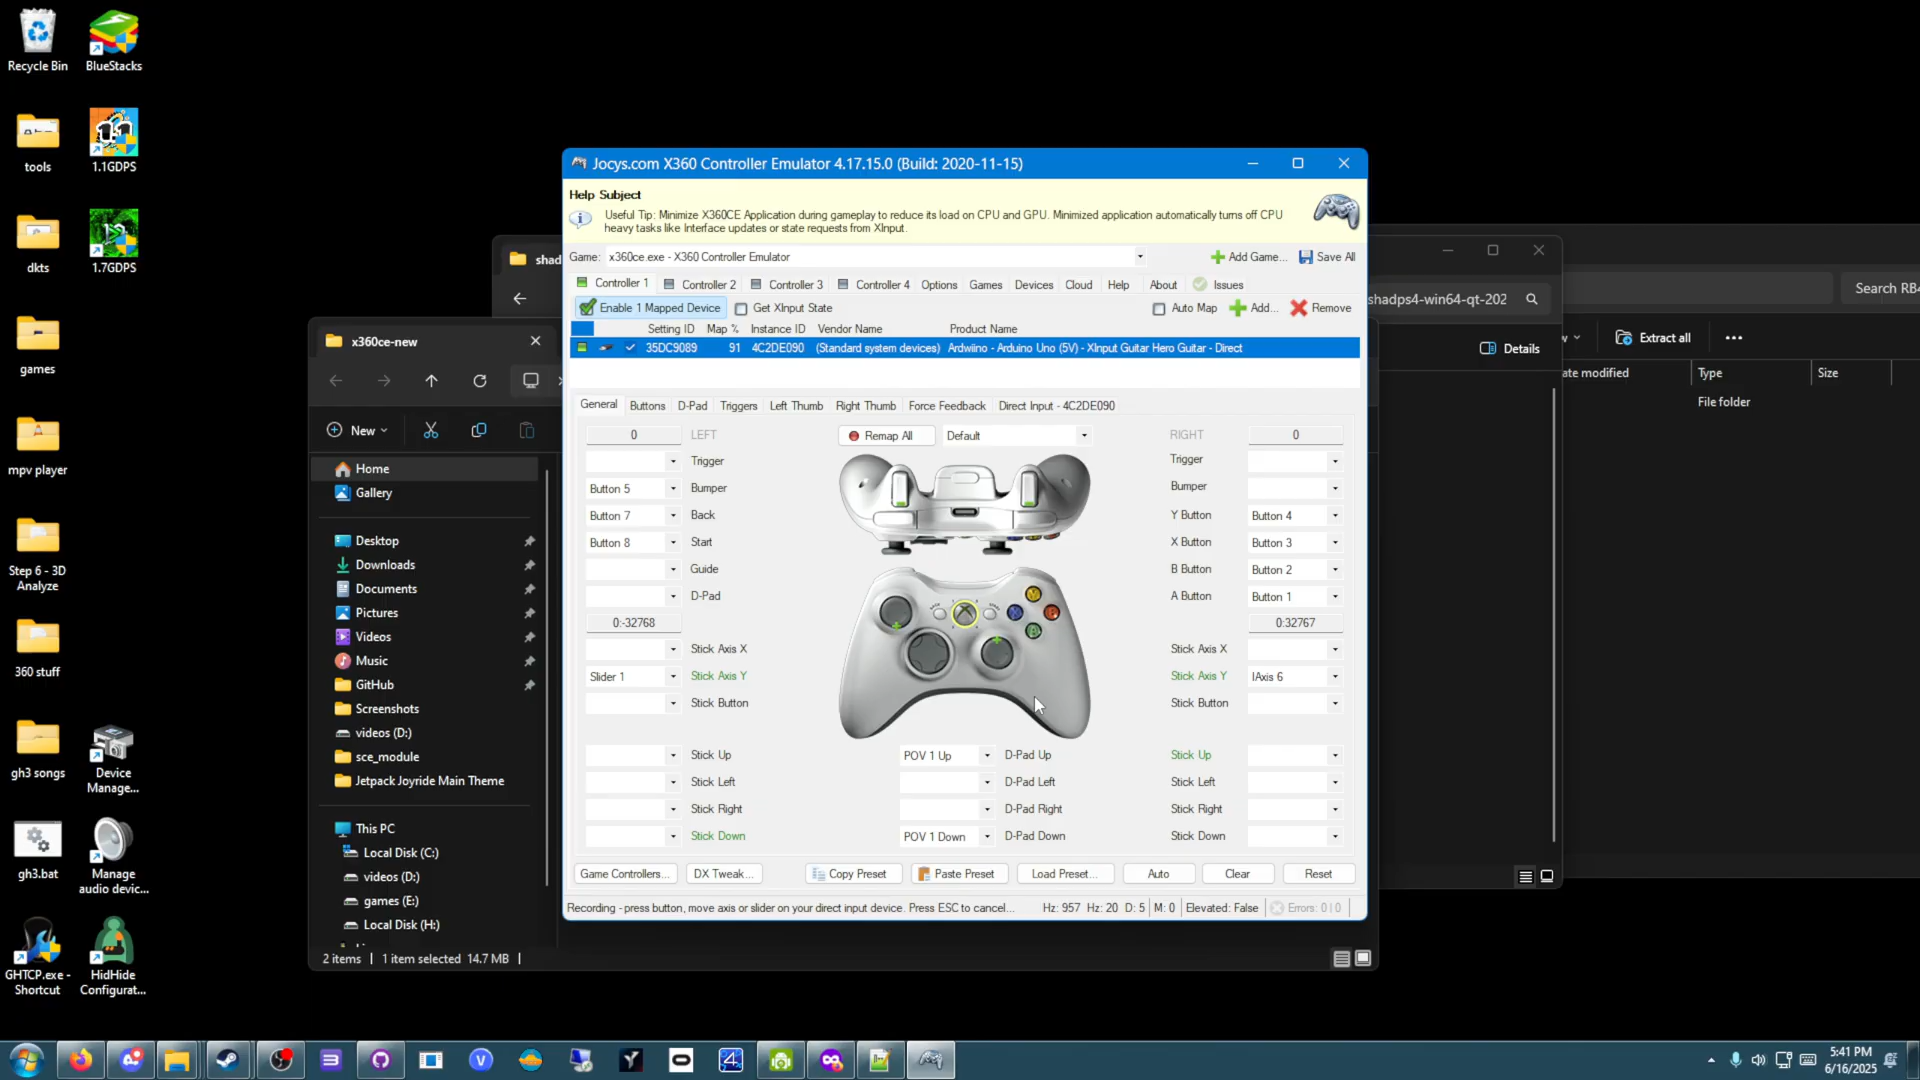 Recycle Bin
BlueStacks
tools
1.1GDPS
dkts
1.7GDPS
games
mpv player
Step 6 - 3D
Analyze
360 stuff
gh3 songs
Device
Manage...
gh3.bat
Manage
audio devic...
GHTCP.exe -
Shortcut
HidHide
Configurat...
shad
x360ce-new
New
Home
Gallery
Desktop
Downloads
Documents
Pictures
Videos
Music
GitHub
Screenshots
videos (D:)
sce_module
Jetpack Joyride Main Theme
This PC
Local Disk (C:)
videos (D:)
games (E:)
Local Disk (H:)
2 items | 1 item selected 14.7 MB |
Jocys.com X360 Controller Emulator 4.17.15.0 (Build: 2020-11-15)
Help Subject
Useful Tip: Minimize X360CE Application during gameplay to reduce its load on CPU and GPU. Minimized application automatically turns off CPU
heavy tasks like Interface updates or state requests from XInput.
Game: x360ce.exe - X360 Controller Emulator
Add Game... Save All
Controller 1 Controller 2 Controller 3 Controller 4 Options Games Devices Cloud Help About Issues
Enable 1 Mapped Device Get XInput State Auto Map Add... Remove
Setting ID Map % Instance ID Vendor Name Product Name
35DC9089 91 4C2DE090 (Standard system devices) Ardwiino - Arduino Uno (5V) - XInput Guitar Hero Guitar - Direct
General Buttons D-Pad Triggers Left Thumb Right Thumb Force Feedback Direct Input - 4C2DE090
0 LEFT Remap All Default RIGHT 0
Trigger Trigger
Button 5 Bumper Bumper
Button 7 Back Y Button Button 4
Button 8 Start X Button Button 3
Guide B Button Button 2
D-Pad A Button Button 1
0:-32768 0:32767
Stick Axis X Stick Axis X
Slider 1 Stick Axis Y Stick Axis Y IAxis 6
Stick Button Stick Button
Stick Up POV 1 Up D-Pad Up Stick Up
Stick Left D-Pad Left Stick Left
Stick Right D-Pad Right Stick Right
Stick Down POV 1 Down D-Pad Down Stick Down
Game Controllers... DX Tweak... Copy Preset Paste Preset Load Preset... Auto Clear Reset
Recording - press button, move axis or slider on your direct input device. Press ESC to cancel... Hz: 957 Hz: 20 D: 5 M: 0 Elevated: False Errors: 0 | 0
shadps4-win64-qt-202
Details
Search RB4
Extract all
ate modified Type Size
File folder
5:41 PM
6/16/2025